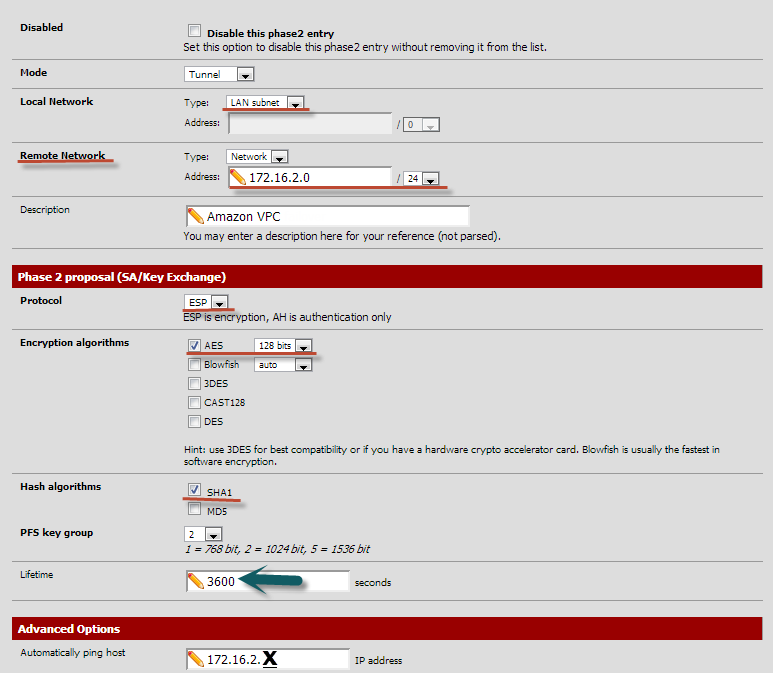 Disabled
Disable this phase2 entry
Set this option to disable this phase2 entry without removing it from the list.
Mode
Tunnel
Local Network
Type: LAN subnet
Address: / 0
Remote Network
Type: Network
Address: 172.16.2.0 / 24
Description
Amazon VPC
You may enter a description here for your reference (not parsed).
Phase 2 proposal (SA/Key Exchange)
Protocol
ESP
ESP is encryption, AH is authentication only
Encryption algorithms
AES 128 bits
Blowfish auto
3DES
CAST128
DES
Hint: use 3DES for best compatibility or if you have a hardware crypto accelerator card. Blowfish is usually the fastest in
software encryption.
Hash algorithms
SHA1
MD5
PFS key group
2
1 = 768 bit, 2 = 1024 bit, 5 = 1536 bit
Lifetime
3600 seconds
Advanced Options
Automatically ping host
172.16.2.X IP address